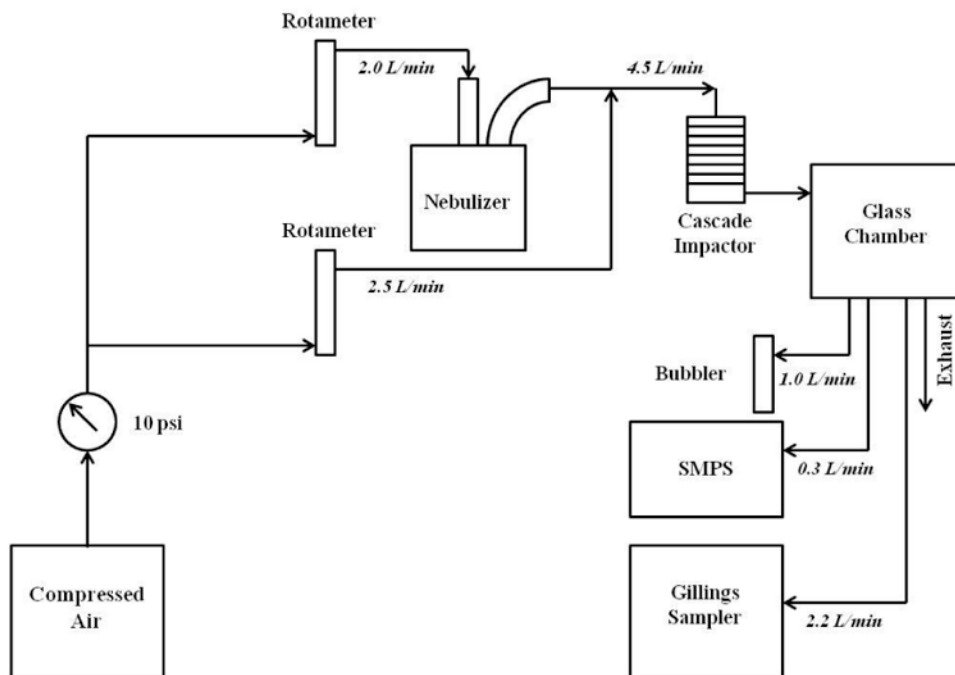 Rotameter
2.0 L/min
4.5 L/min
Nebulizer
Cascade
Impactor
Glass
Chamber
Rotameter
2.5 L/min
Exhaust
Bubbler
1.0 L/min
10 psi
SMPS
0.3 L/min
Compressed
Air
Gillings
Sampler
2.2 L/min